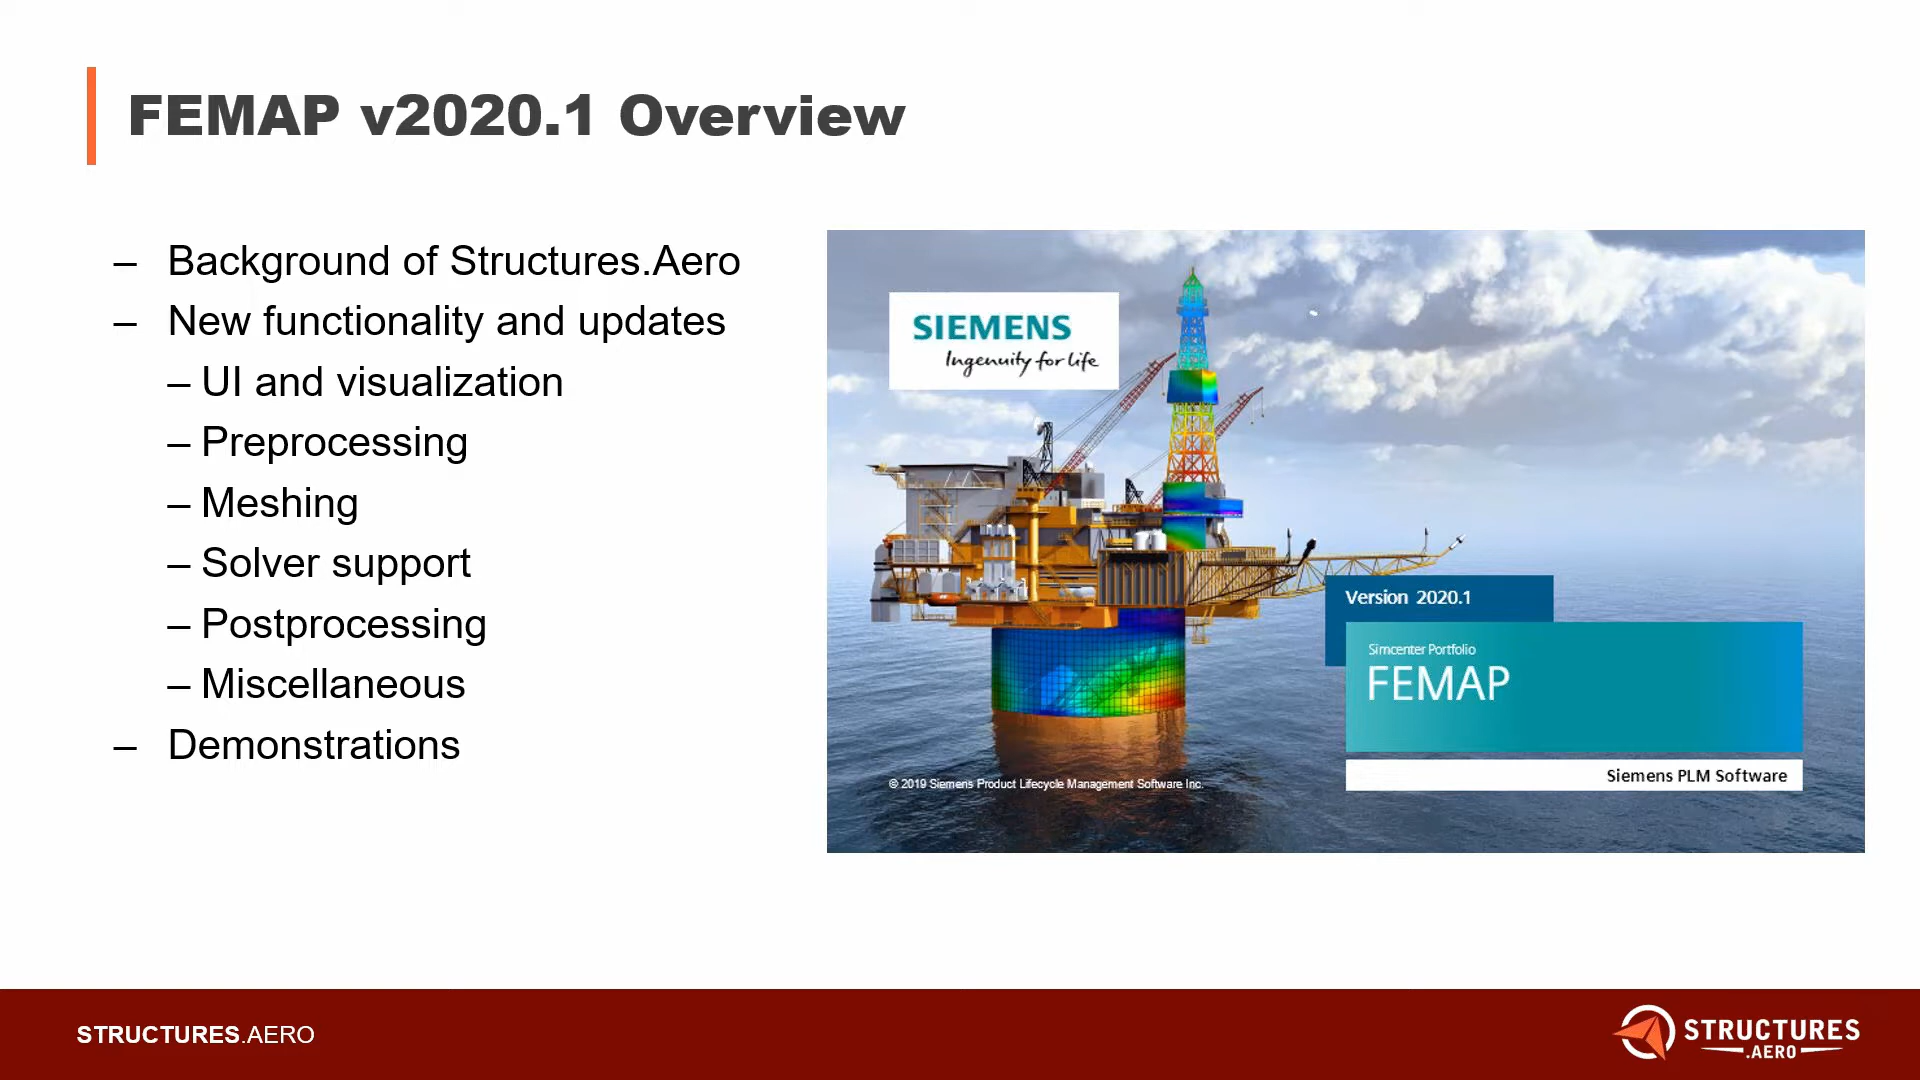 FEMAP v2020.1 Overview
– Background of Structures.Aero
– New functionality and updates
– UI and visualization
– Preprocessing
– Meshing
– Solver support
– Postprocessing
– Miscellaneous
– Demonstrations
SIEMENS
Ingenuity for life
Version 2020.1
Simcenter Portfolio
FEMAP
Siemens PLM Software
© 2019 Siemens Product Lifecycle Management Software Inc.
STRUCTURES.AERO
STRUCTURES
.AERO